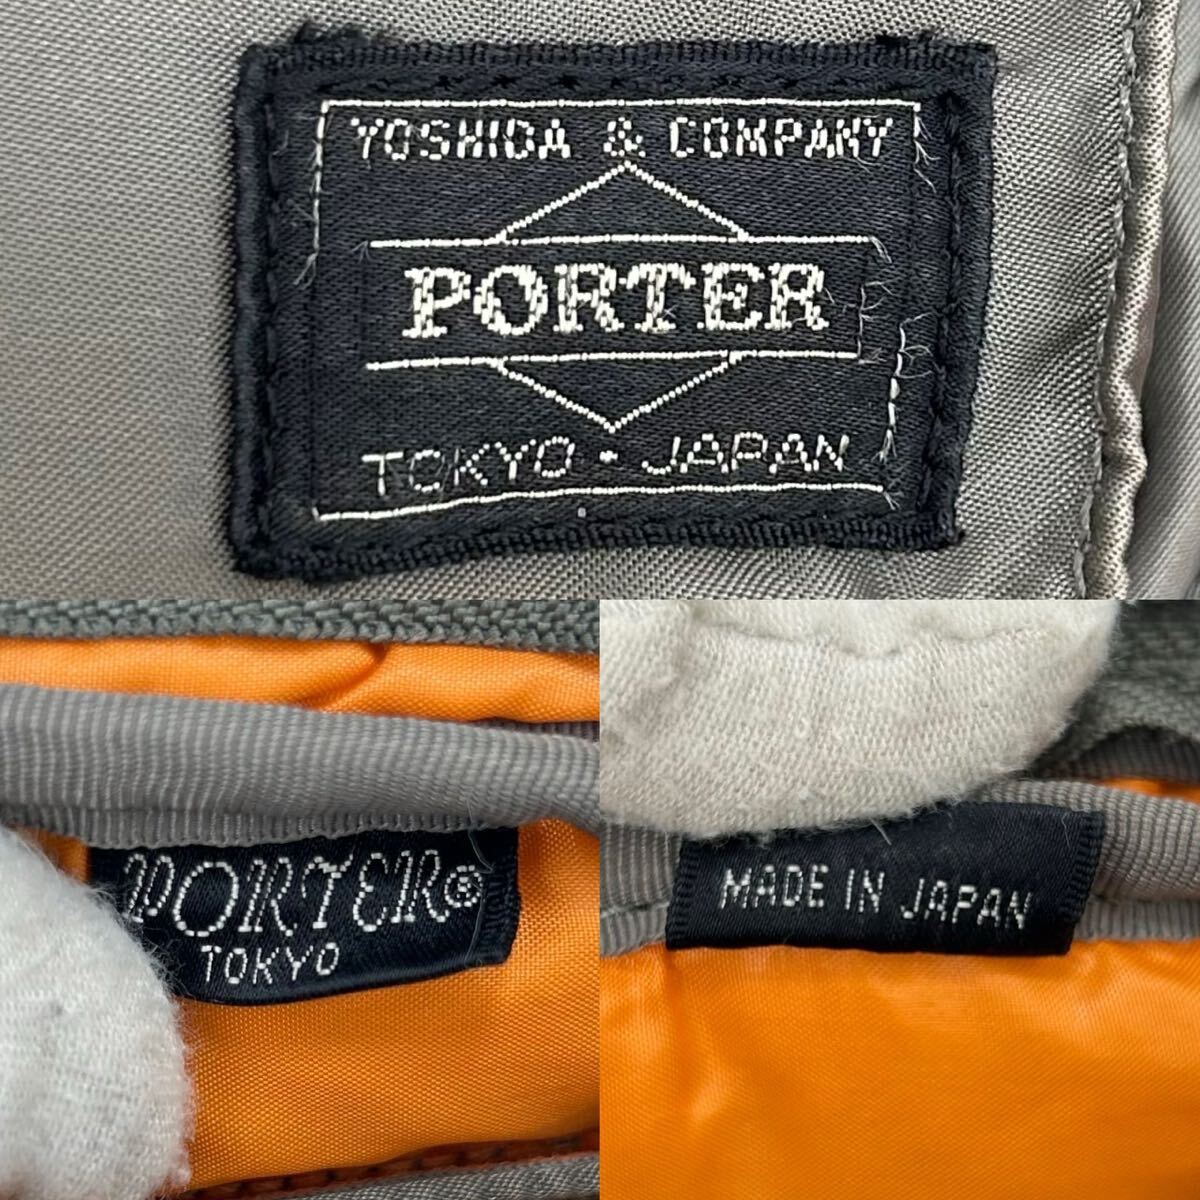 YOSHIDA & COMPANY
PORTER
TOKYO・JAPAN
PORTER®
TOKYO
MADE IN JAPAN